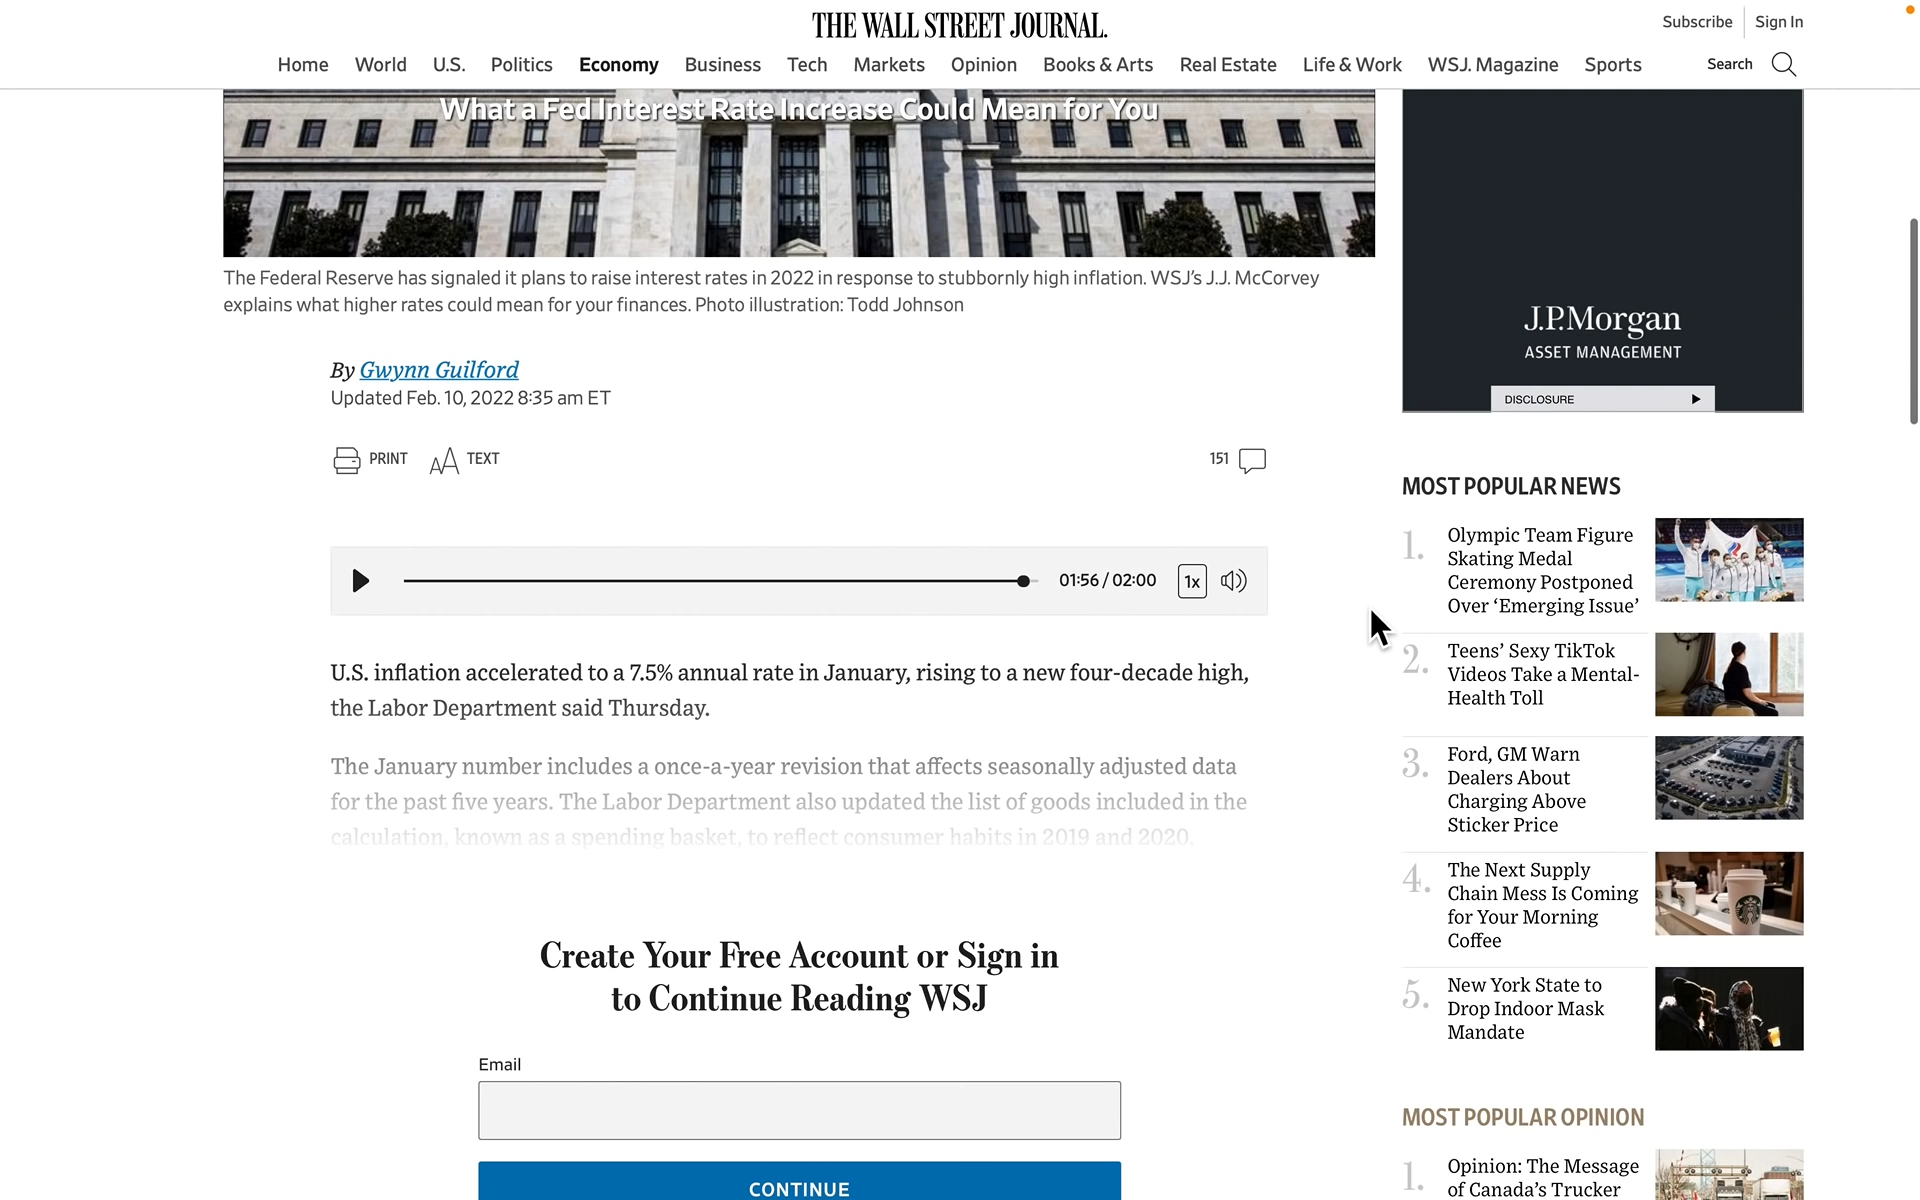 THE WALL STREET JOURNAL.
Subscribe
Sign In
Home World U.S. Politics Economy Business Tech Markets Opinion Books & Arts Real Estate Life & Work WSJ. Magazine Sports
Search
What a Fed Interest Rate Increase Could Mean for You
The Federal Reserve has signaled it plans to raise interest rates in 2022 in response to stubbornly high inflation. WSJ's J.J. McCorvey
explains what higher rates could mean for your finances. Photo illustration: Todd Johnson
By Gwynn Guilford
Updated Feb. 10, 2022 8:35 am ET
PRINT
TEXT
151
01:56 / 02:00
1x
U.S. inflation accelerated to a 7.5% annual rate in January, rising to a new four-decade high,
the Labor Department said Thursday.
The January number includes a once-a-year revision that affects seasonally adjusted data
for the past five years. The Labor Department also updated the list of goods included in the
calculation, known as a spending basket, to reflect consumer habits in 2019 and 2020.
Create Your Free Account or Sign in
to Continue Reading WSJ
Email
CONTINUE
J.P.Morgan
ASSET MANAGEMENT
DISCLOSURE
MOST POPULAR NEWS
1.
Olympic Team Figure
Skating Medal
Ceremony Postponed
Over ‘Emerging Issue’
2.
Teens’ Sexy TikTok
Videos Take a Mental-
Health Toll
3.
Ford, GM Warn
Dealers About
Charging Above
Sticker Price
4.
The Next Supply
Chain Mess Is Coming
for Your Morning
Coffee
5.
New York State to
Drop Indoor Mask
Mandate
MOST POPULAR OPINION
1.
Opinion: The Message
of Canada’s Trucker